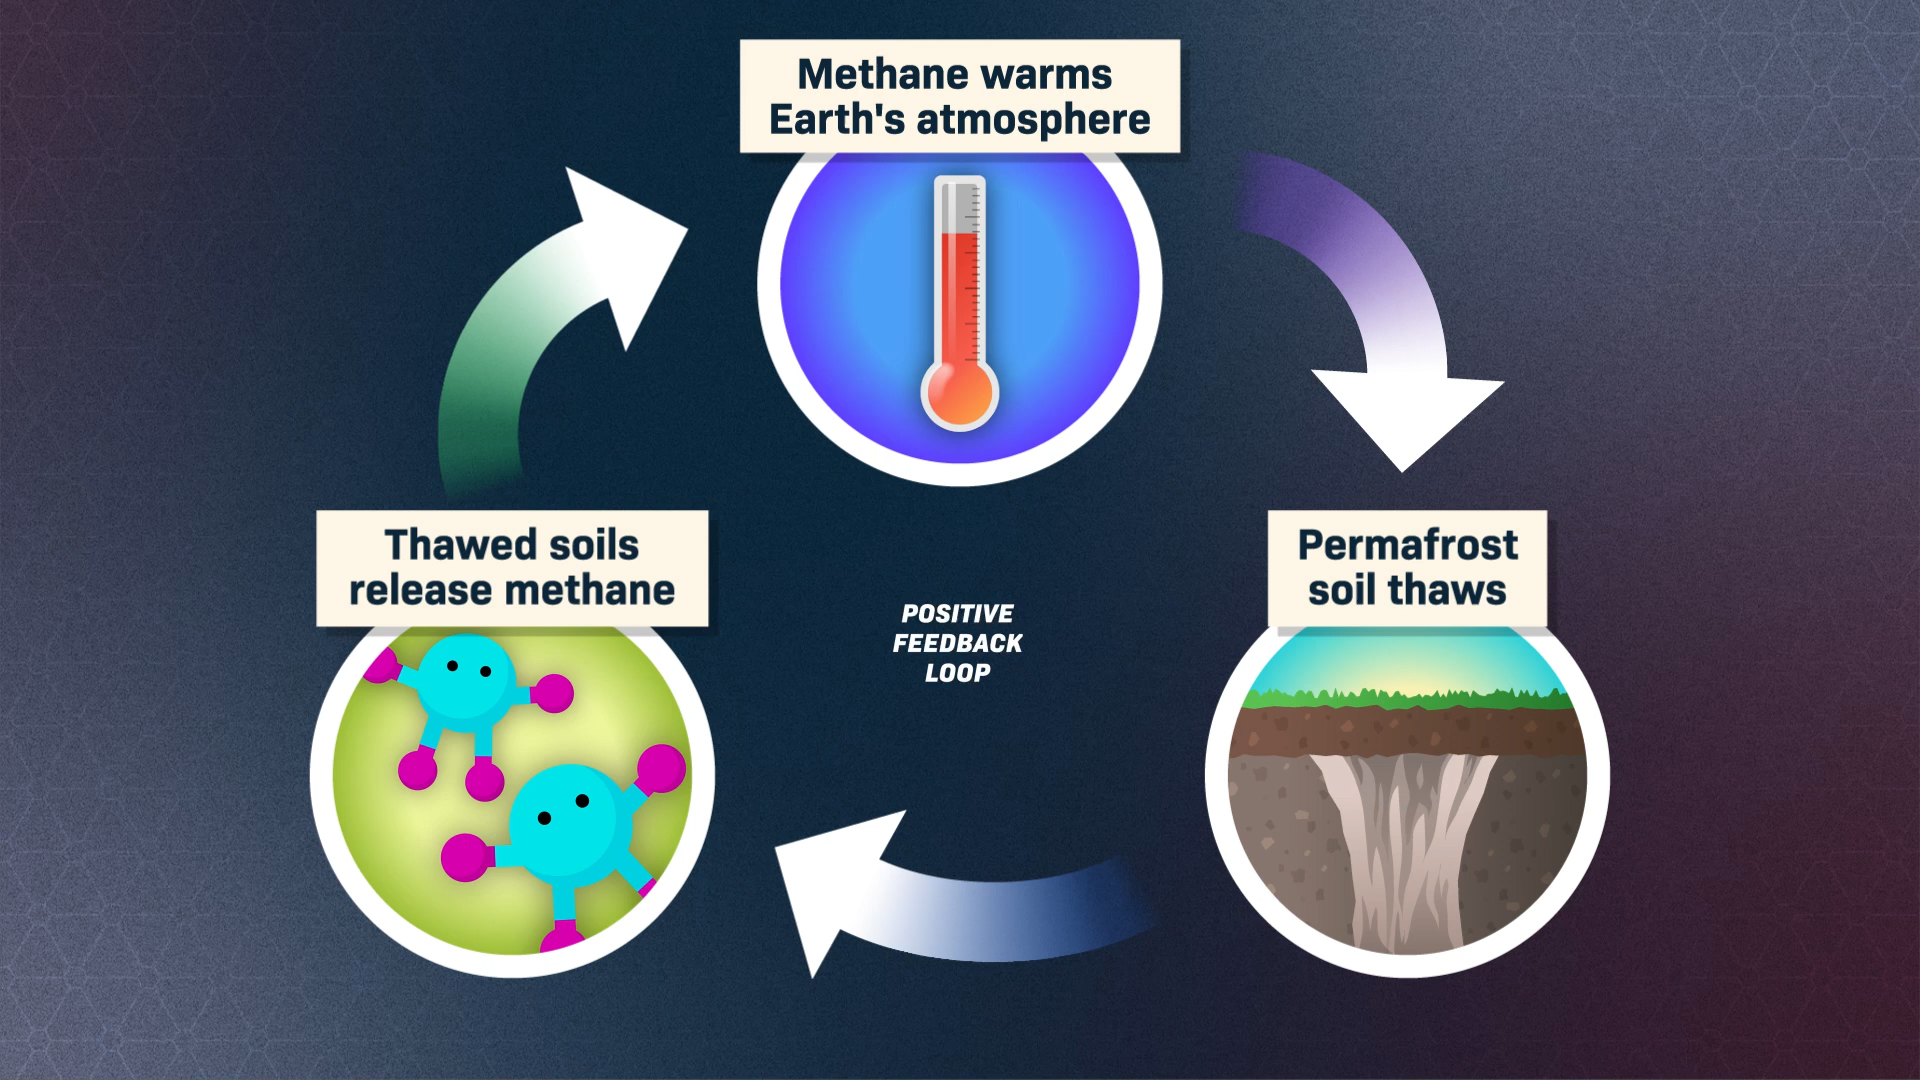 Methane warms
Earth's atmosphere
Thawed soils
release methane
POSITIVE
FEEDBACK
LOOP
Permafrost
soil thaws